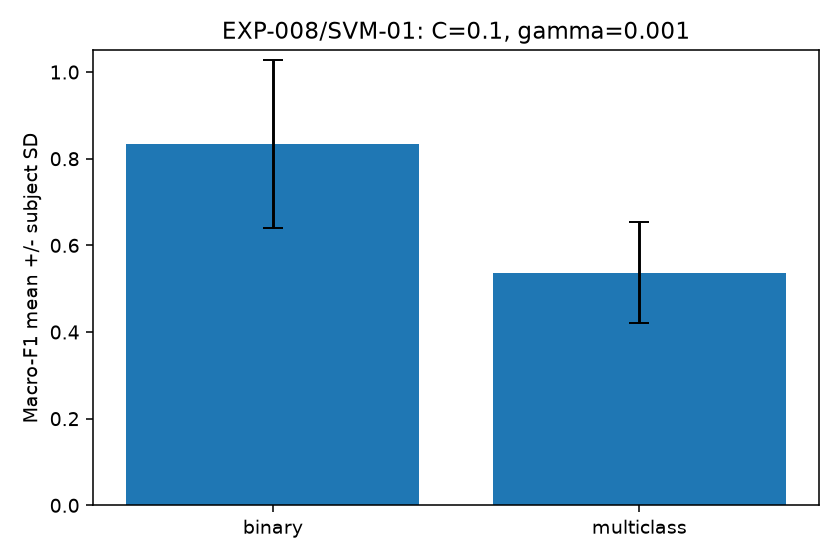 EXP-008/SVM-01: C=0.1, gamma=0.001
Macro-F1 mean +/- subject SD
1.0
0.8
0.6
0.4
0.2
0.0
binary
multiclass